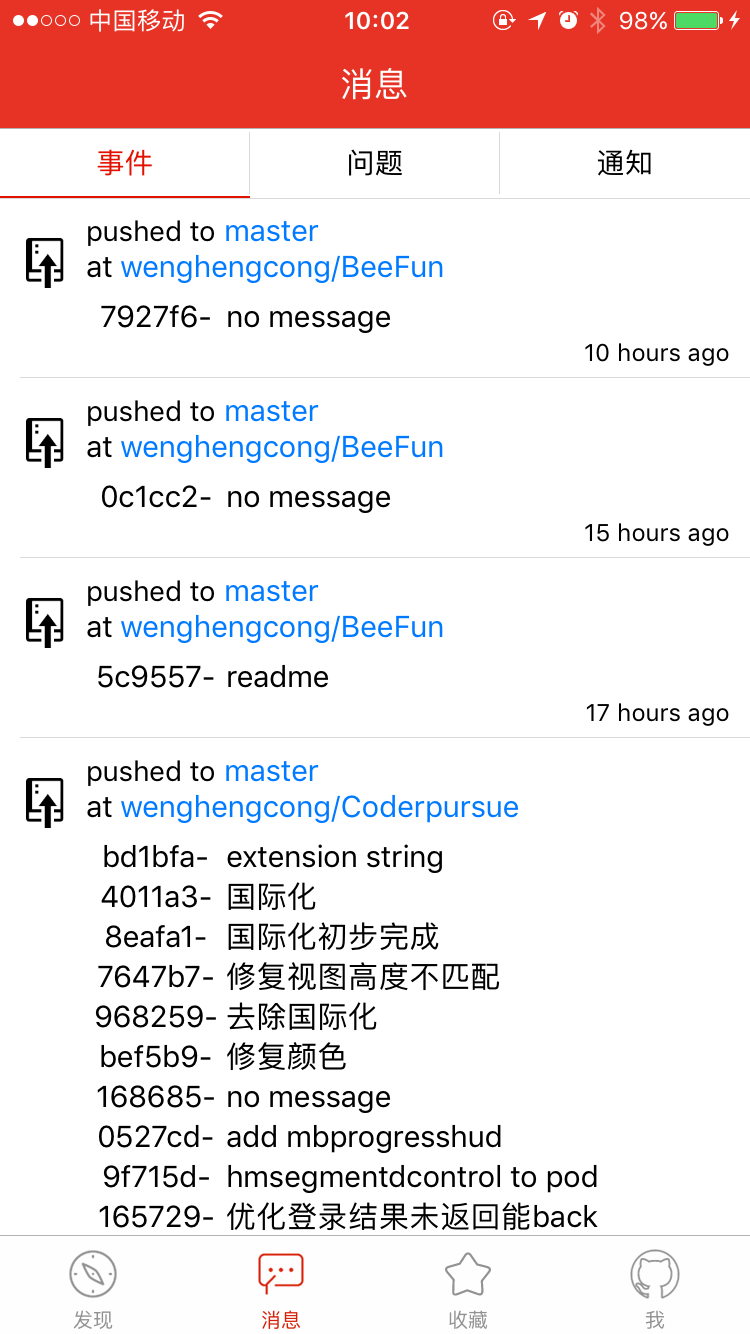 中国移动 10:02 98%
消息
事件 问题 通知
pushed to master
at wenghengcong/BeeFun
7927f6- no message
10 hours ago
pushed to master
at wenghengcong/BeeFun
0c1cc2- no message
15 hours ago
pushed to master
at wenghengcong/BeeFun
5c9557- readme
17 hours ago
pushed to master
at wenghengcong/Coderpursue
bd1bfa- extension string
4011a3- 国际化
8eafa1- 国际化初步完成
7647b7- 修复视图高度不匹配
968259- 去除国际化
bef5b9- 修复颜色
168685- no message
0527cd- add mbprogresshud
9f715d- hmsegmentdcontrol to pod
165729- 优化登录结果未返回能back
发现 消息 收藏 我